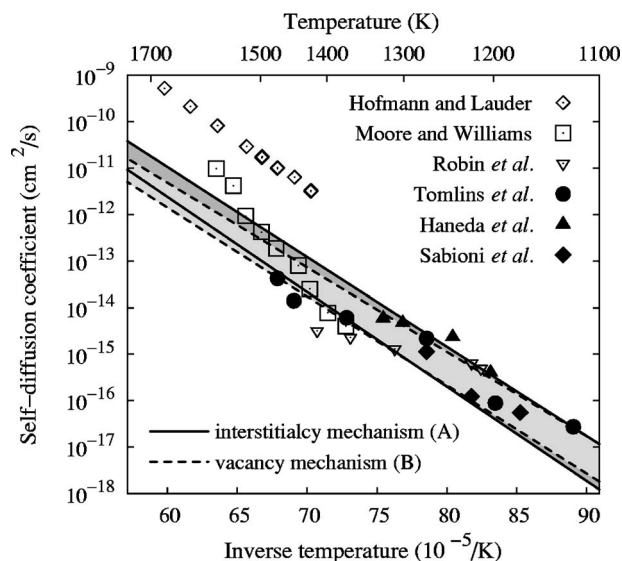 Temperature (K)
1700 1500 1400 1300 1200 1100
Self-diffusion coefficient (cm²/s)
10⁻⁹
10⁻¹⁰
10⁻¹¹
10⁻¹²
10⁻¹³
10⁻¹⁴
10⁻¹⁵
10⁻¹⁶
10⁻¹⁷
10⁻¹⁸
Hofmann and Lauder
Moore and Williams
Robin et al.
Tomlins et al.
Haneda et al.
Sabioni et al.
interstitialcy mechanism (A)
vacancy mechanism (B)
60 65 70 75 80 85 90
Inverse temperature (10⁻⁵/K)